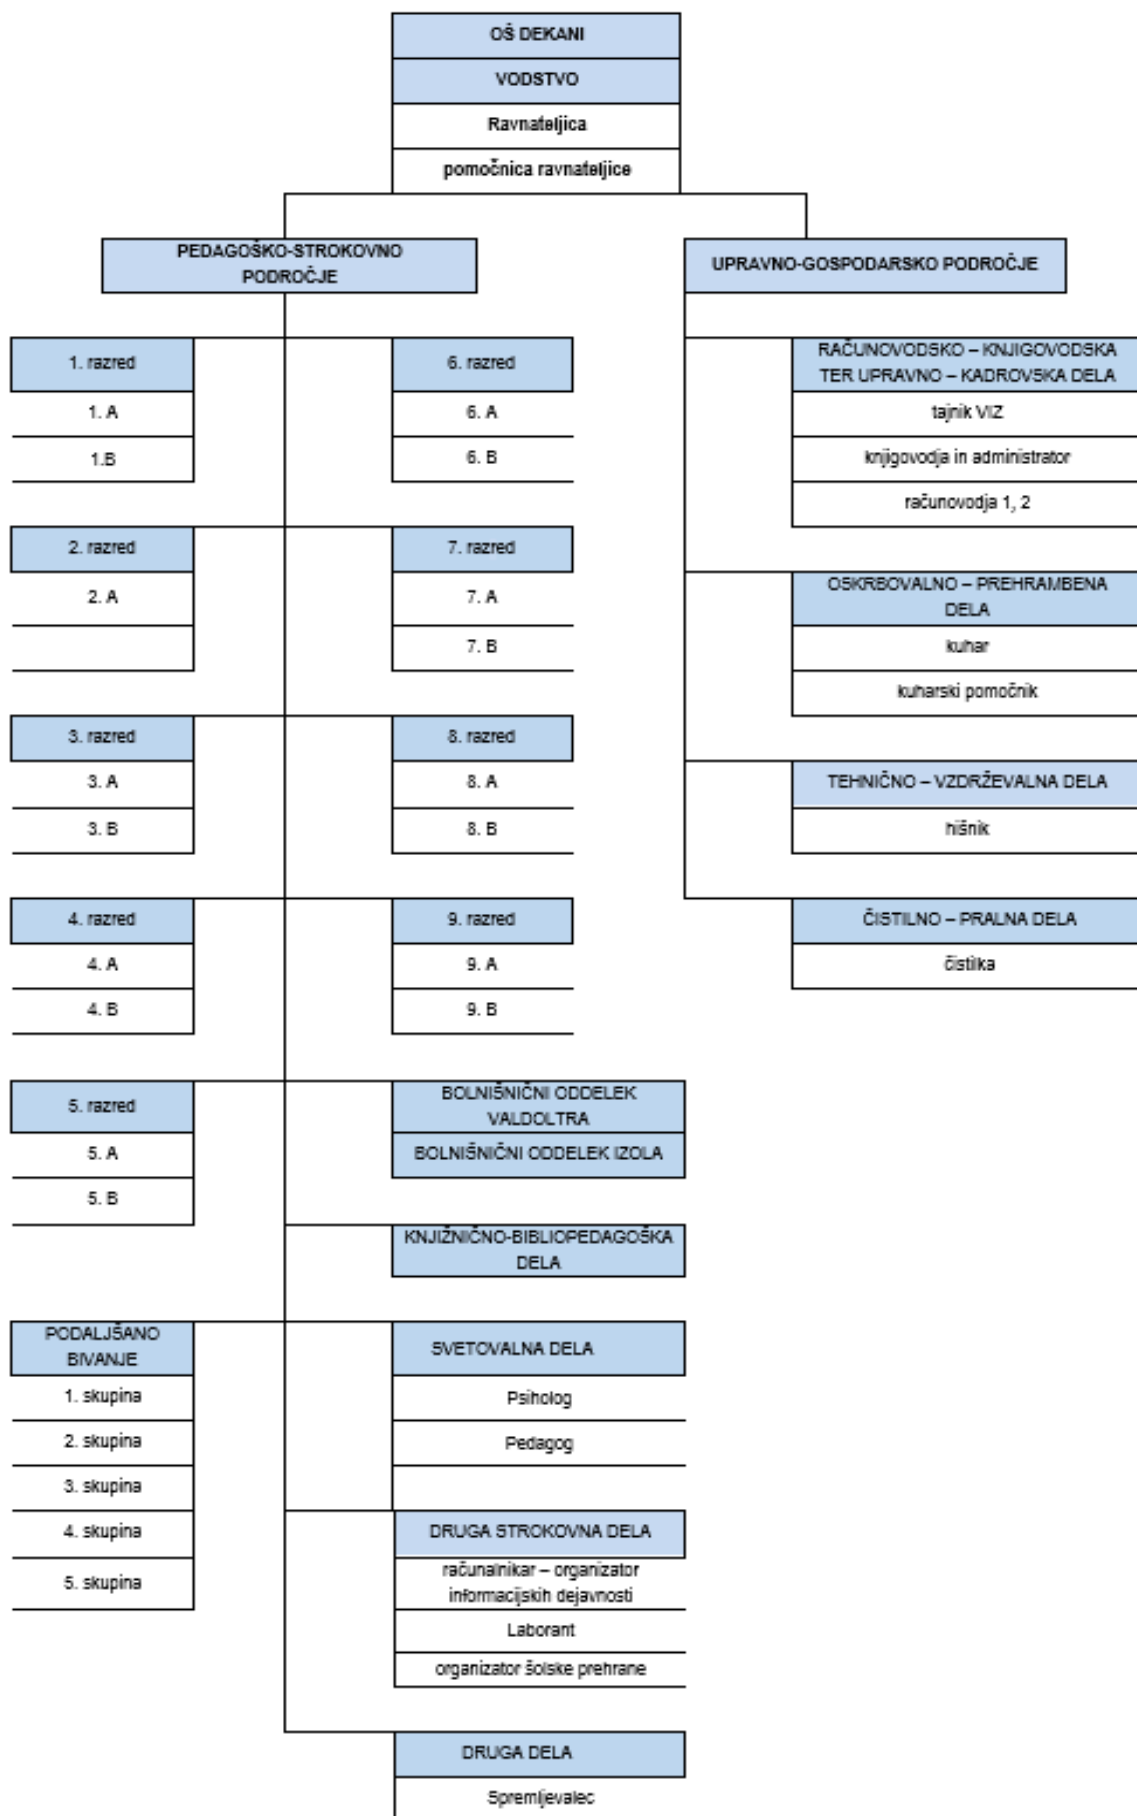 OŠ DEKANI
VODSTVO
Ravnateljica
pomočnica ravnateljice
PEDAGOŠKO-STROKOVNO
PODROČJE
1. razred
1. A
1.B
6. razred
6. A
6. B
2. razred
2. A
7. razred
7. A
7. B
3. razred
3. A
3. B
8. razred
8. A
8. B
4. razred
4. A
4. B
9. razred
9. A
9. B
5. razred
5. A
5. B
BOLNIŠNIČNI ODDELEK
VALDOLTRA
BOLNIŠNIČNI ODDELEK IZOLA
KNJIŽNIČNO-BIBLIOPEDAGOŠKA
DELA
PODALJŠANO
BIVANJE
1. skupina
2. skupina
3. skupina
4. skupina
5. skupina
SVETOVALNA DELA
Psiholog
Pedagog
DRUGA STROKOVNA DELA
računalnikar – organizator
informacijskih dejavnosti
Laborant
organizator šolske prehrane
DRUGA DELA
Spremljevalec
UPRAVNO-GOSPODARSKO PODROČJE
RAČUNOVODSKO – KNJIGOVODSKA
TER UPRAVNO – KADROVSKA DELA
tajnik VIZ
knjigovodja in administrator
računovodja 1, 2
OSKRBOVALNO – PREHRAMBENA
DELA
kuhar
kuharski pomočnik
TEHNIČNO – VZDRŽEVALNA DELA
hišnik
ČISTILNO – PRALNA DELA
čistilka